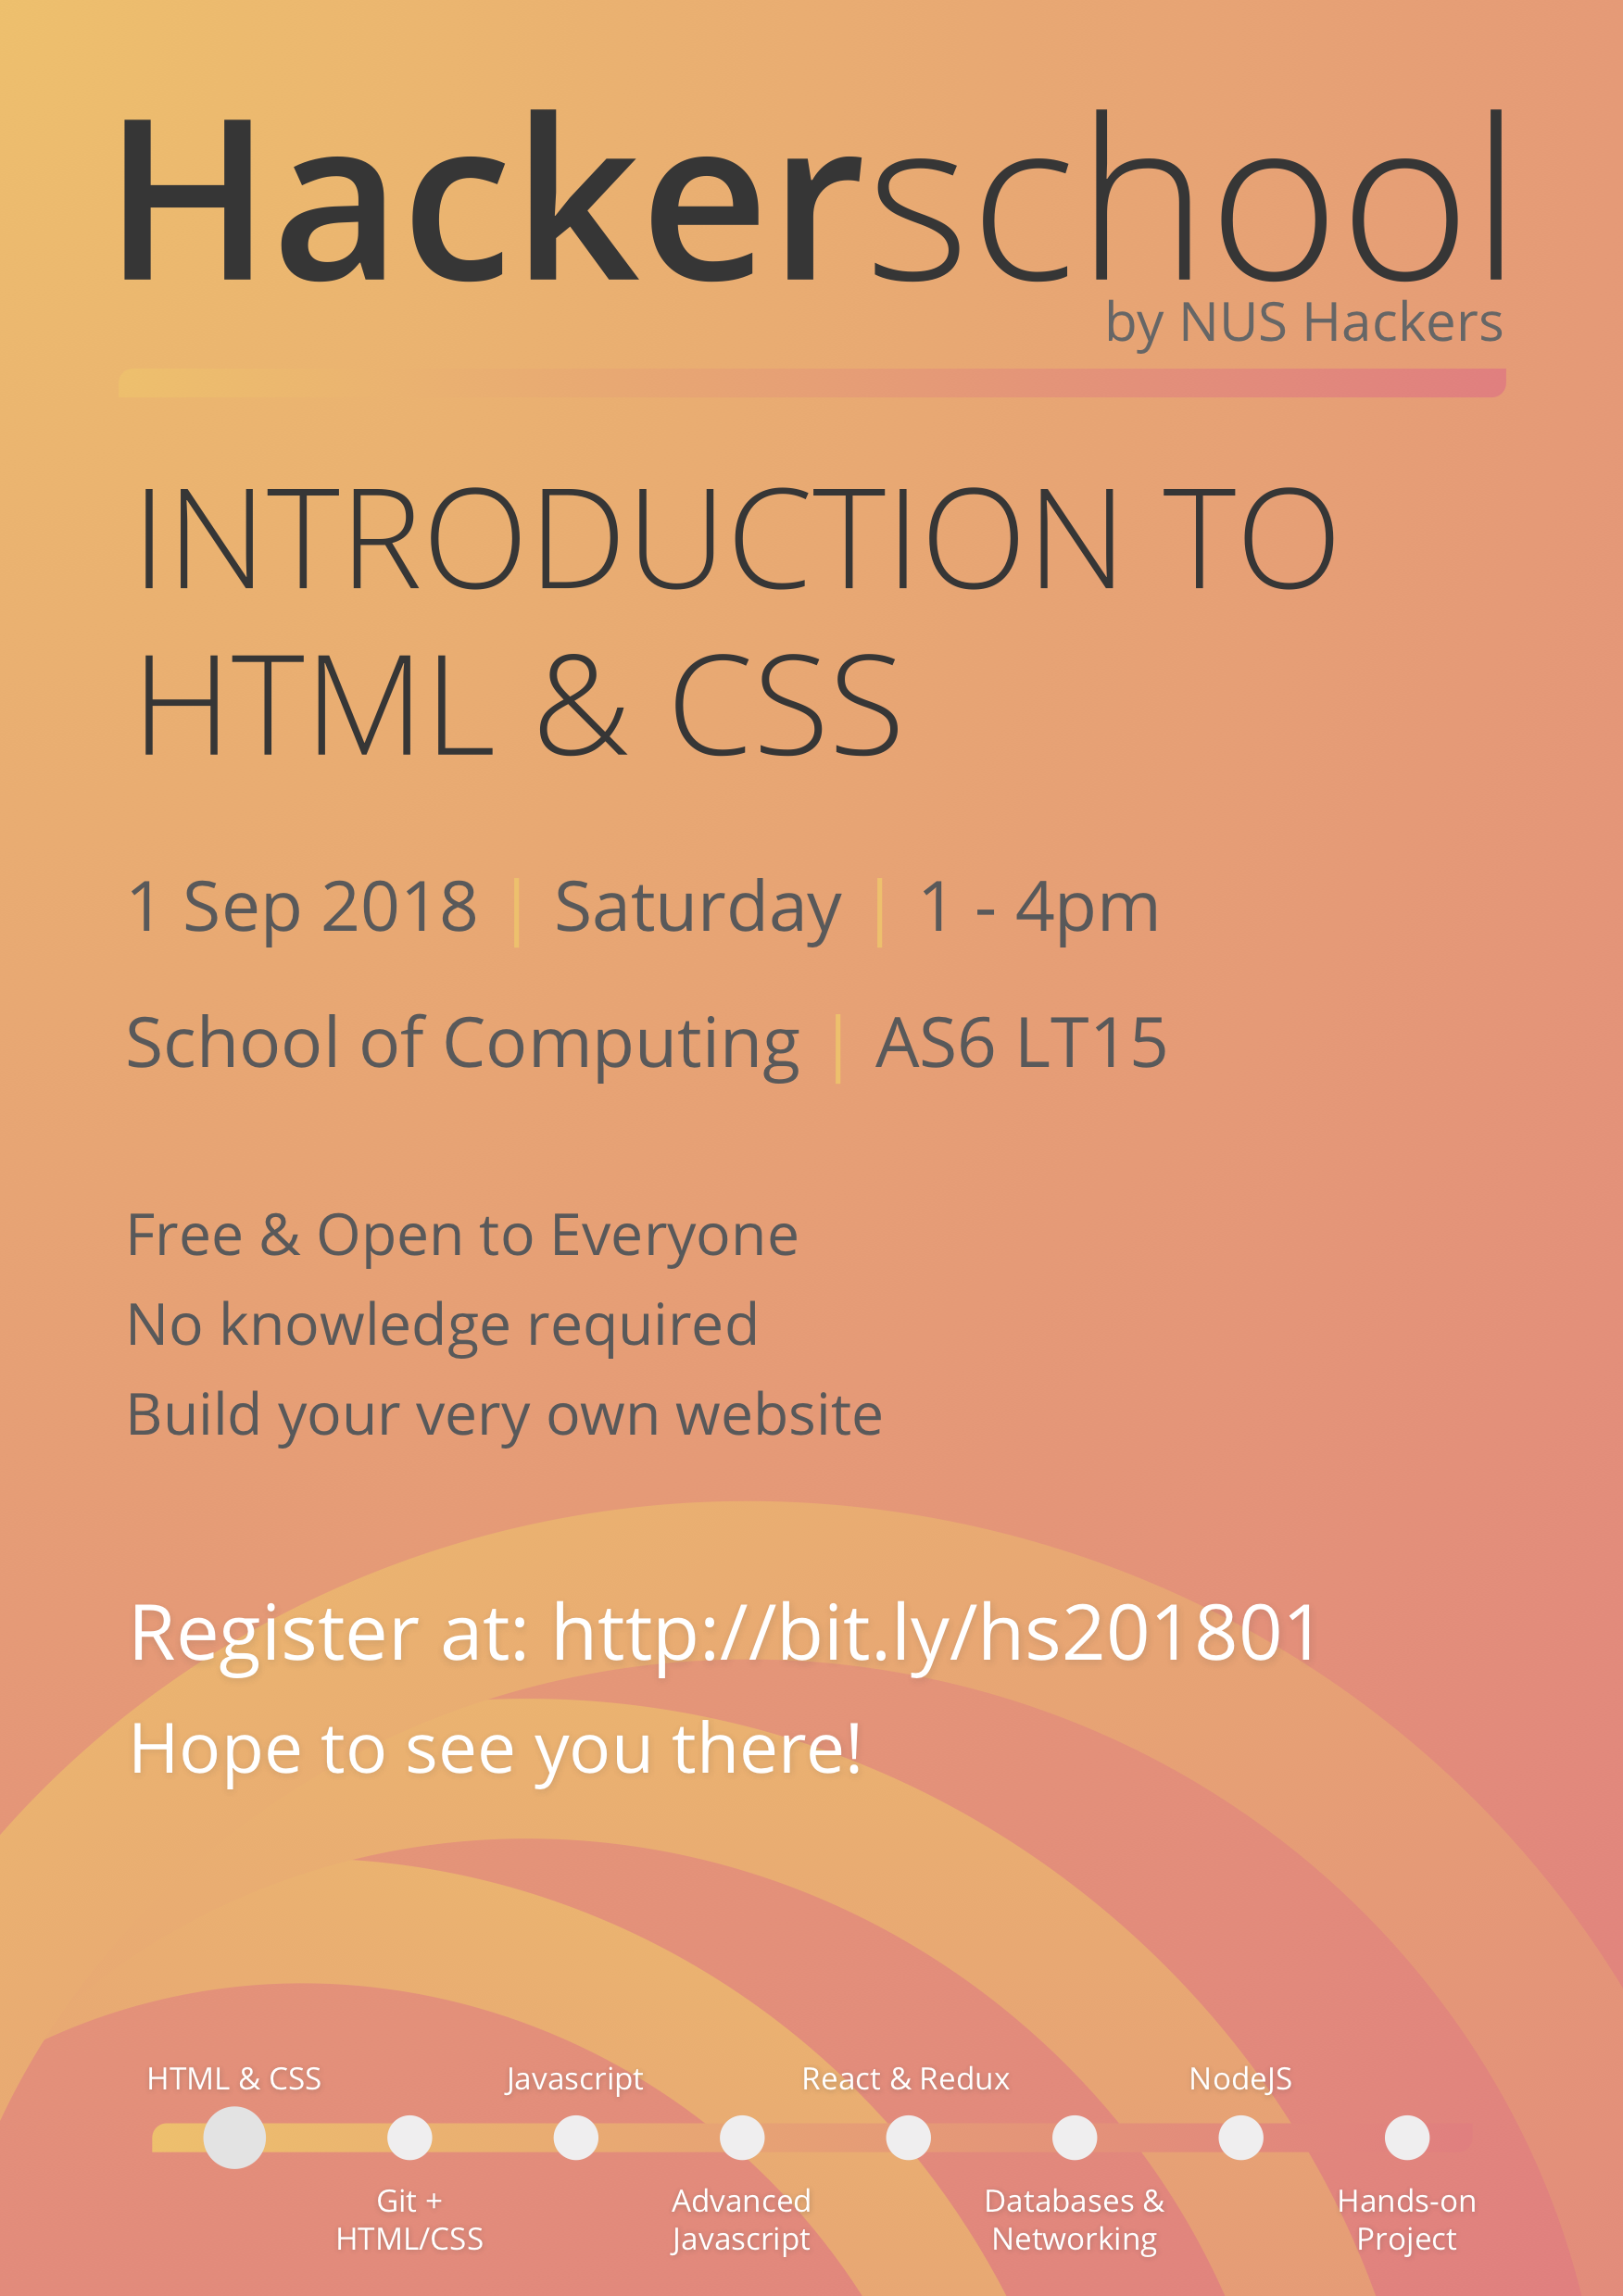 Hackerschool
by NUS Hackers
INTRODUCTION TO
HTML & CSS
1 Sep 2018 | Saturday | 1 - 4pm
School of Computing | AS6 LT15
Free & Open to Everyone
No knowledge required
Build your very own website
Register at: http://bit.ly/hs201801
Hope to see you there!
HTML & CSS
Git +
HTML/CSS
Javascript
Advanced
Javascript
React & Redux
Databases &
Networking
NodeJS
Hands-on
Project